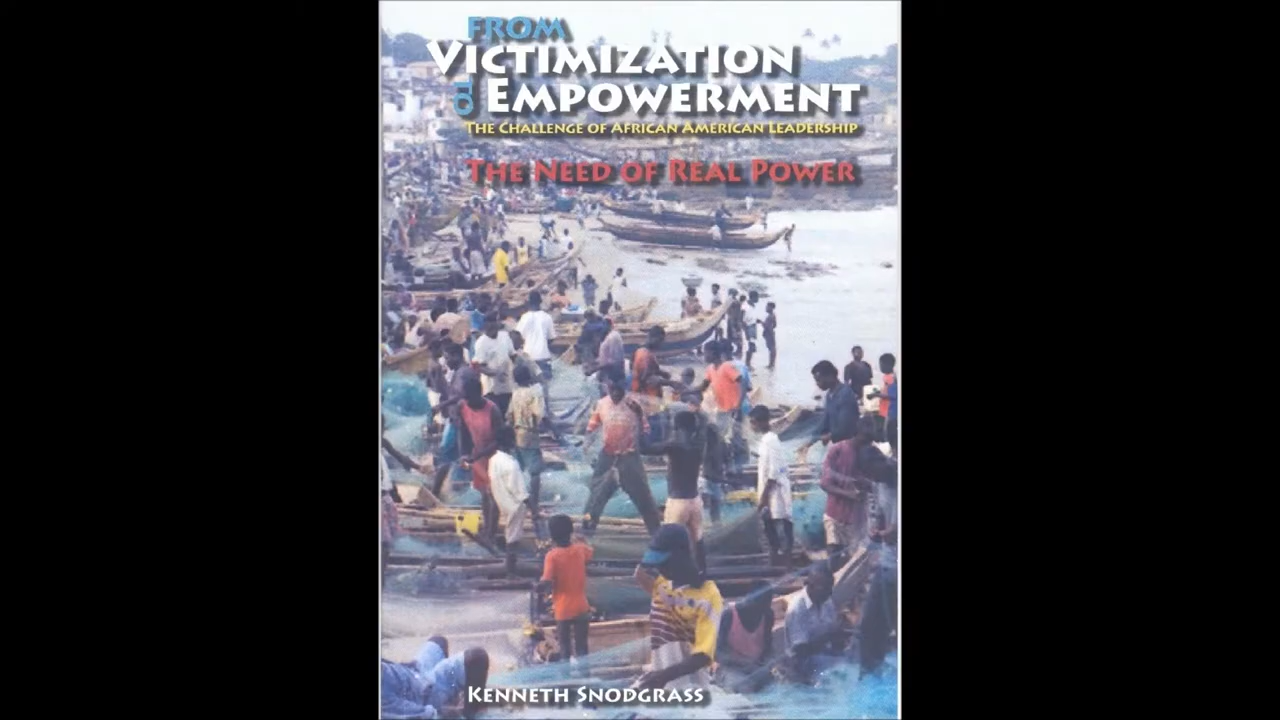 FROM
VICTIMIZATION
TO EMPOWERMENT
THE CHALLENGE OF AFRICAN AMERICAN LEADERSHIP
THE NEED OF REAL POWER
KENNETH SNODGRASS